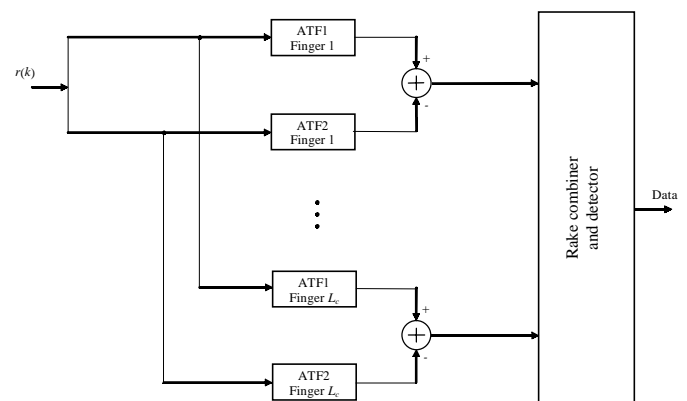 ATF1
Finger 1
+
r(k)
-
ATF2
Finger 1
Rake combiner
and detector
Data
ATF1
Finger Lc
+
-
ATF2
Finger Lc